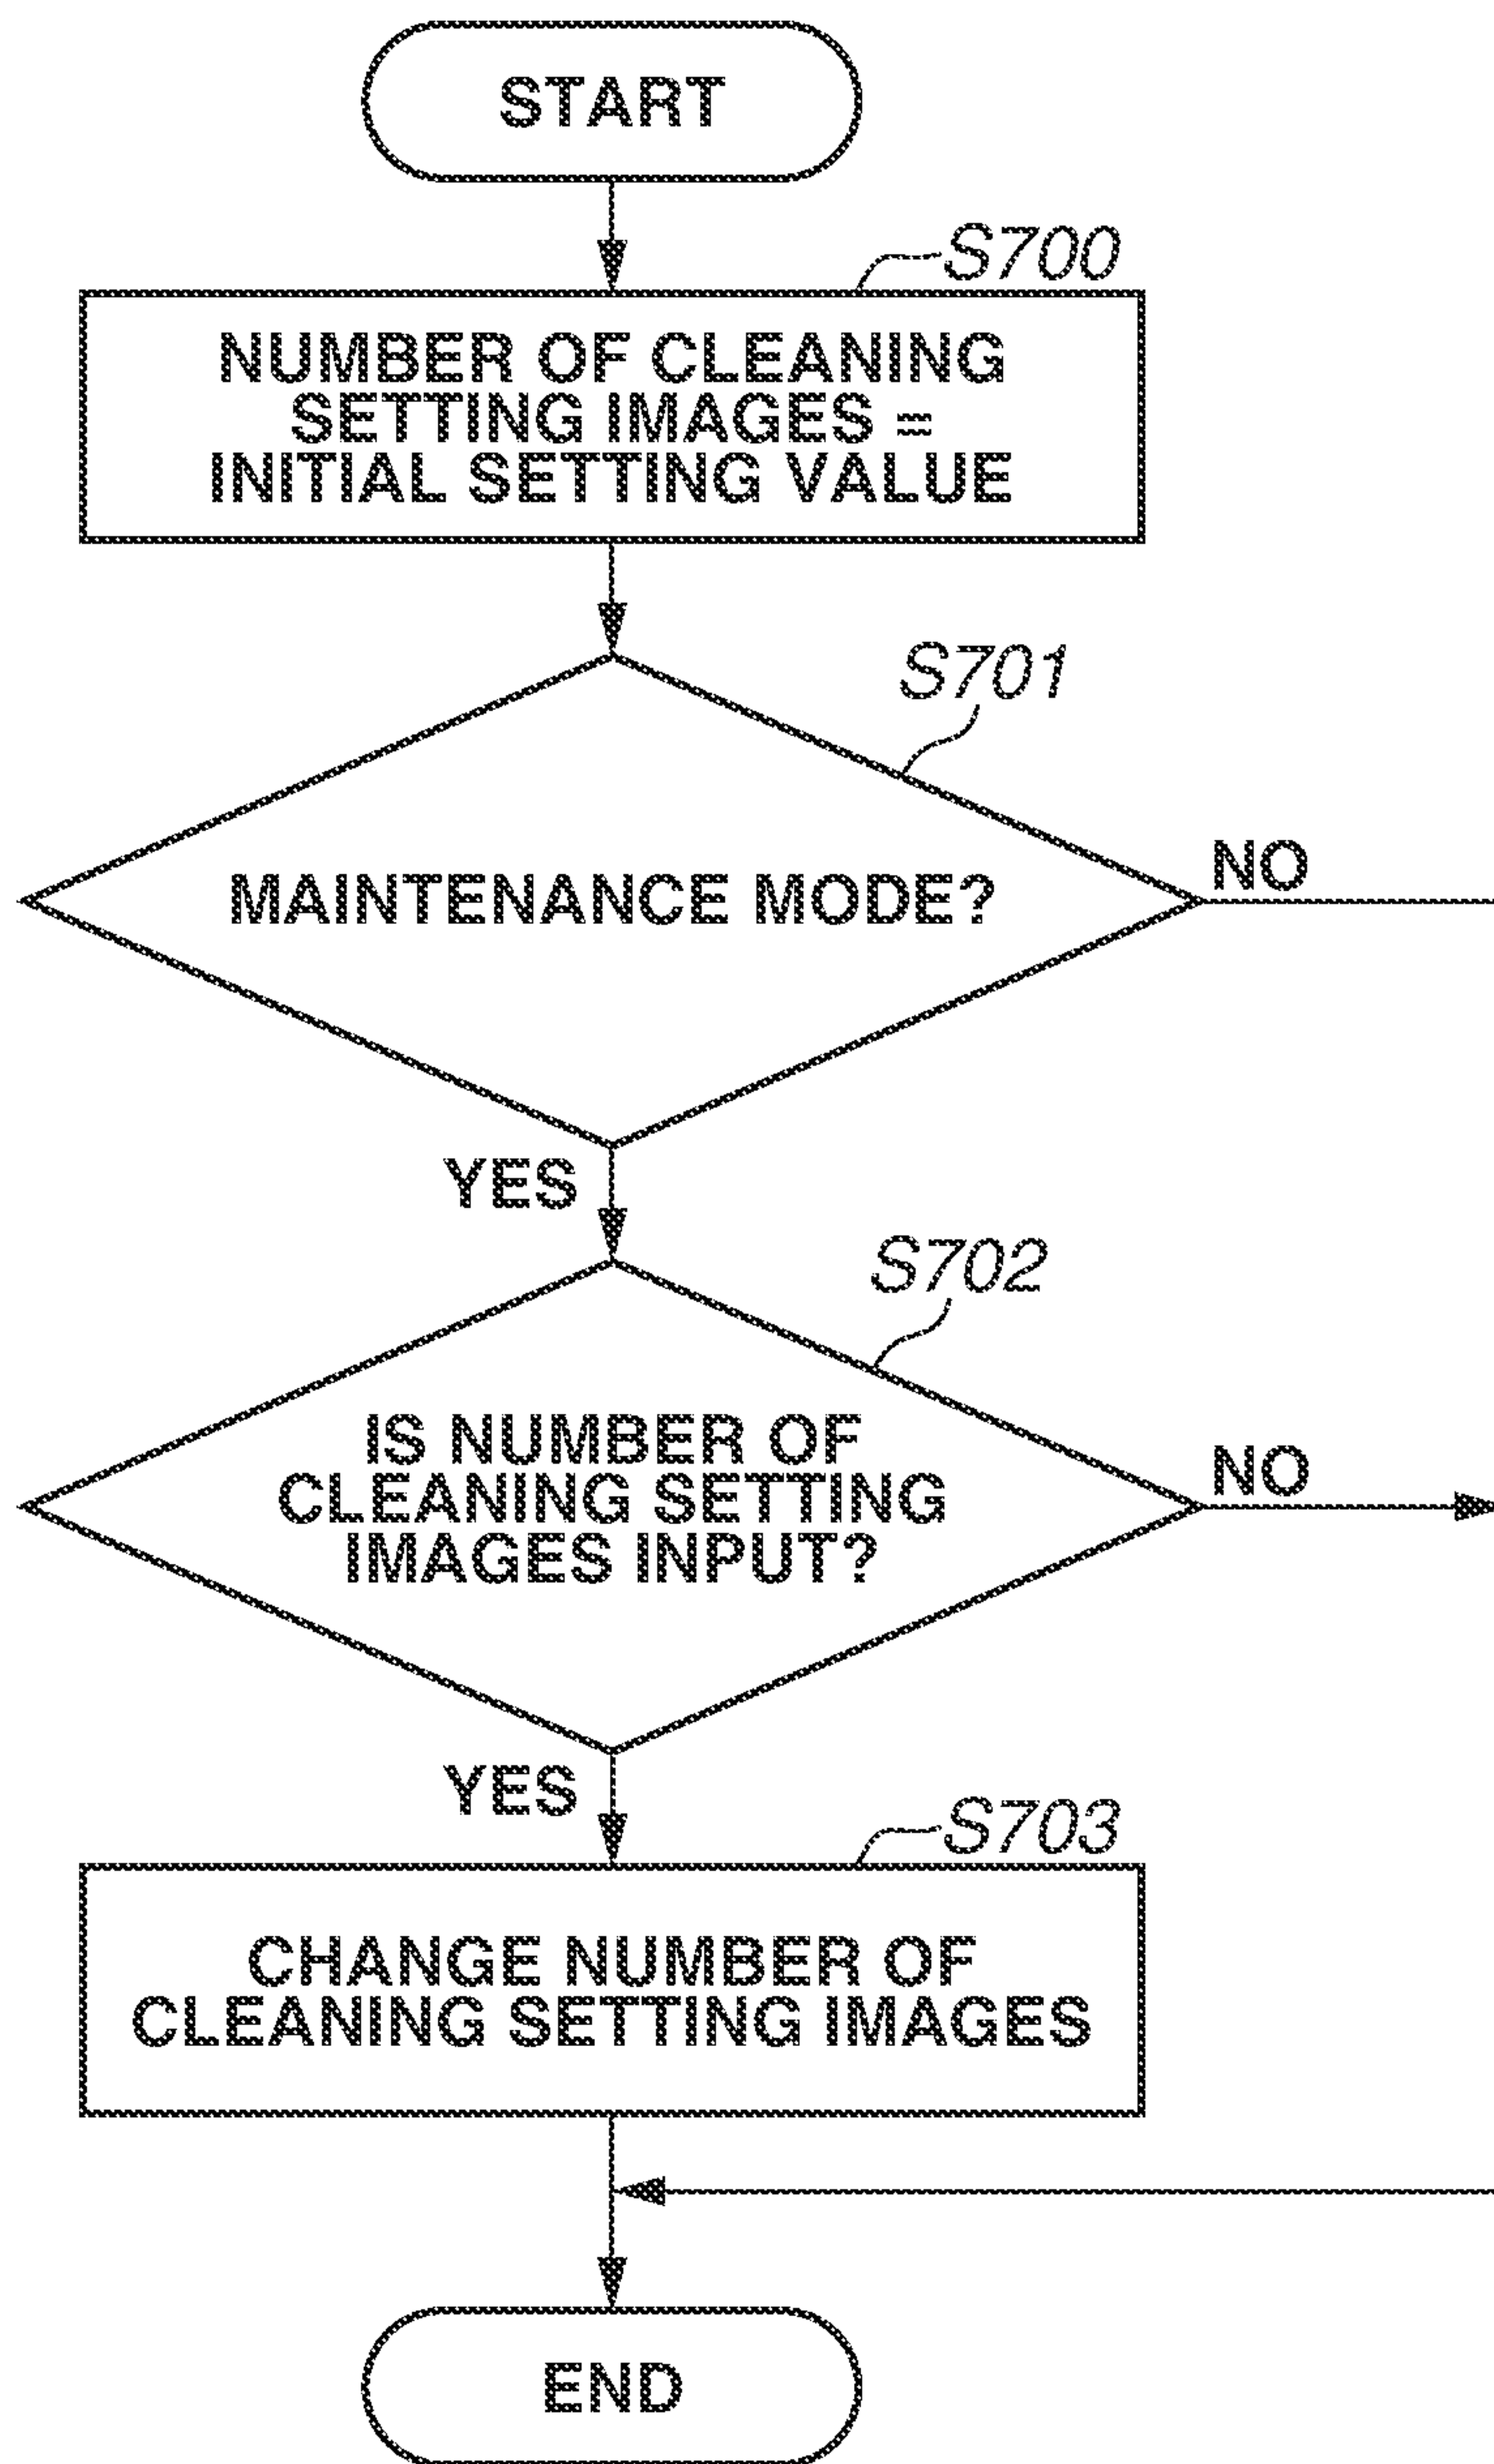 START
S700
NUMBER OF CLEANING
SETTING IMAGES =
INITIAL SETTING VALUE
S701
MAINTENANCE MODE?
NO
YES
S702
IS NUMBER OF
CLEANING SETTING
IMAGES INPUT?
NO
YES
S703
CHANGE NUMBER OF
CLEANING SETTING IMAGES
END